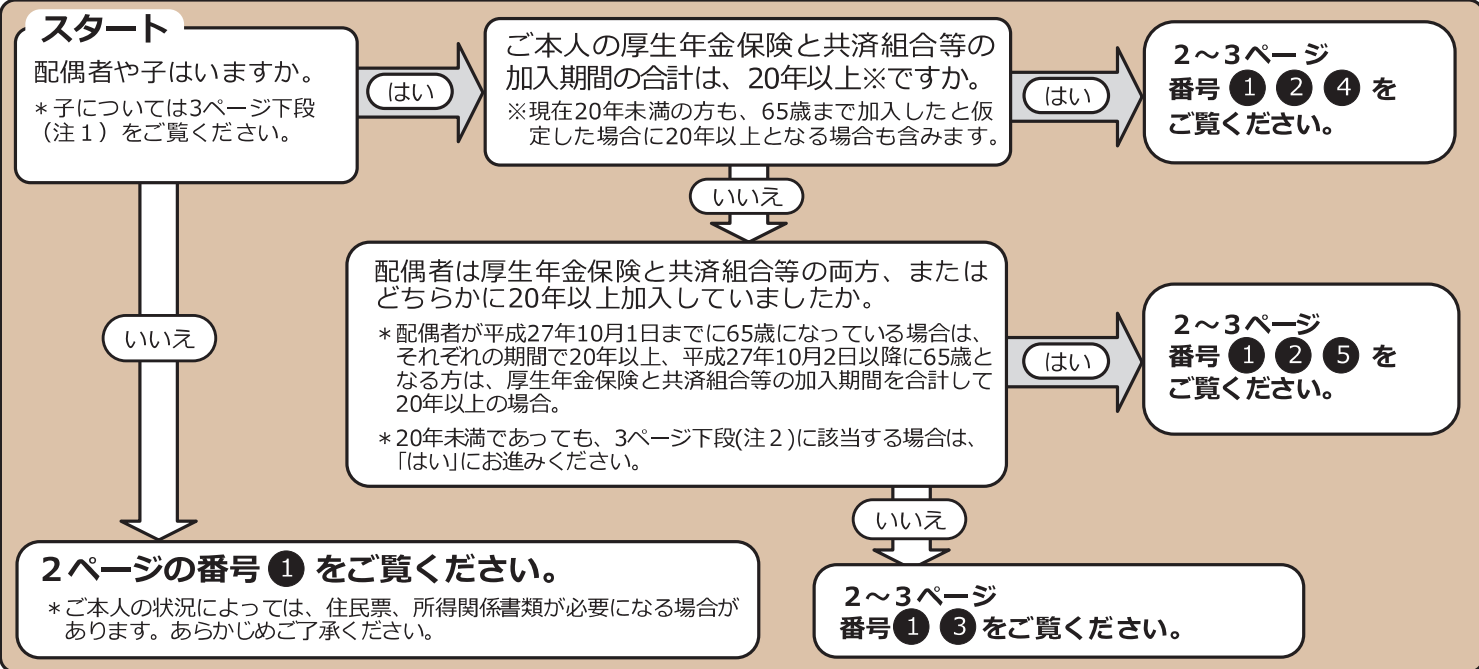 スタート
配偶者や子はいますか。
＊子については3ページ下段
（注１）をご覧ください。
はい
ご本人の厚生年金保険と共済組合等の
加入期間の合計は、20年以上※ですか。
※現在20年未満の方も、65歳まで加入したと仮
定した場合に20年以上となる場合も含みます。
はい
２～３ページ
番号 ❶ ❷ ❹ を
ご覧ください。
いいえ
配偶者は厚生年金保険と共済組合等の両方、または
どちらかに20年以上加入していましたか。
＊配偶者が平成27年10月1日までに65歳になっている場合は、
それぞれの期間で20年以上、平成27年10月2日以降に65歳と
なる方は、厚生年金保険と共済組合等の加入期間を合計して
20年以上の場合。
＊20年未満であっても、3ページ下段(注２)に該当する場合は、
「はい」にお進みください。
はい
２～３ページ
番号 ❶ ❷ ❺ を
ご覧ください。
いいえ
いいえ
２ページの番号 ❶ をご覧ください。
＊ご本人の状況によっては、住民票、所得関係書類が必要になる場合が
あります。あらかじめご了承ください。
２～３ページ
番号❶ ❸ をご覧ください。